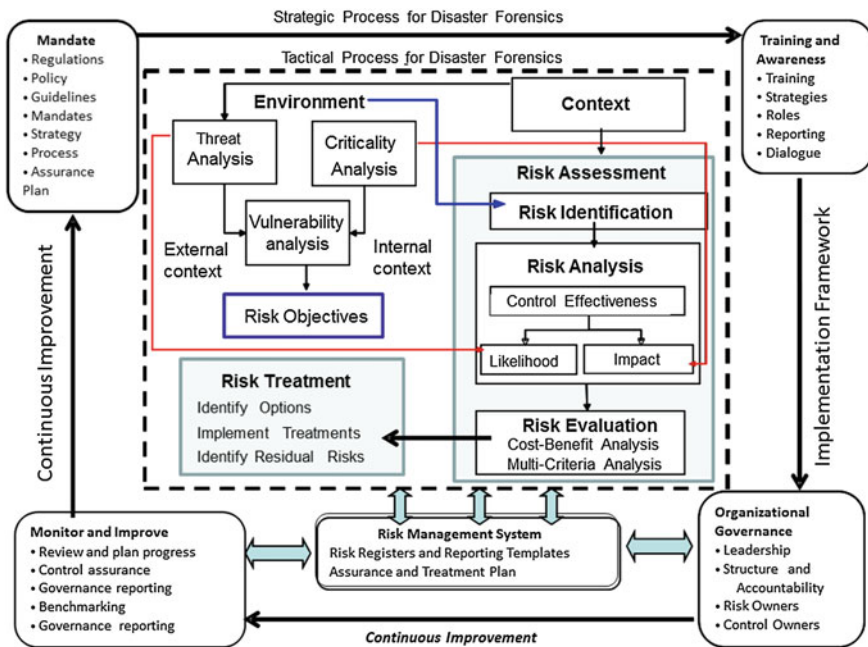 Strategic Process for Disaster Forensics
Mandate
• Regulations
• Policy
• Guidelines
• Mandates
• Strategy
• Process
• Assurance
Plan
Training and
Awareness
• Training
• Strategies
• Roles
• Reporting
• Dialogue
Tactical Process for Disaster Forensics
Environment
Context
Threat
Analysis
Criticality
Analysis
Vulnerability
analysis
External
context
Internal
context
Risk Objectives
Risk Assessment
Risk Identification
Risk Analysis
Control Effectiveness
Likelihood
Impact
Risk Evaluation
Cost-Benefit Analysis
Multi-Criteria Analysis
Risk Treatment
Identify Options
Implement Treatments
Identify Residual Risks
Continuous Improvement
Implementation Framework
Monitor and Improve
• Review and plan progress
• Control assurance
• Governance reporting
• Benchmarking
• Governance reporting
Risk Management System
Risk Registers and Reporting Templates
Assurance and Treatment Plan
Organizational
Governance
• Leadership
• Structure and
Accountability
• Risk Owners
• Control Owners
Continuous Improvement